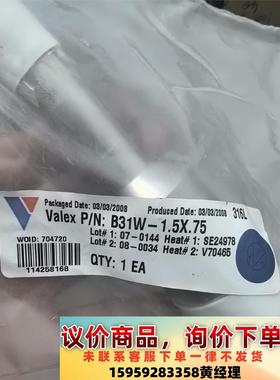 Packaged Date: 03/03/2008 Produced Date: 03/03/2008 316L
Valex P/N: B31W-1.5X.75
Lot# 1: 07-0144 Heat# 1: SE24978
Lot# 2: 08-0034 Heat# 2: V70465
WOID: 704720
114258168
QTY: 1 EA
议价商品，询价下单
未联系客服下单一律不发货
15959283358黄经理